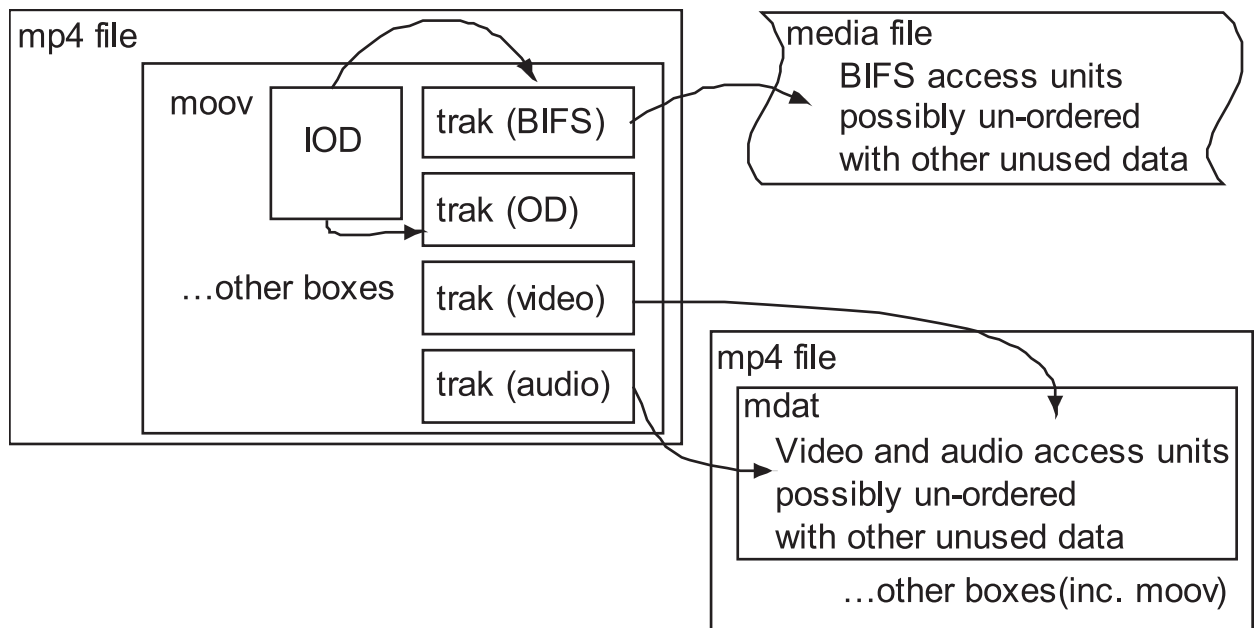 mp4 file
moov
IOD
trak (BIFS)
trak (OD)
…other boxes
trak (video)
trak (audio)
media file
BIFS access units
possibly un-ordered
with other unused data
mp4 file
mdat
Video and audio access units
possibly un-ordered
with other unused data
…other boxes(inc. moov)